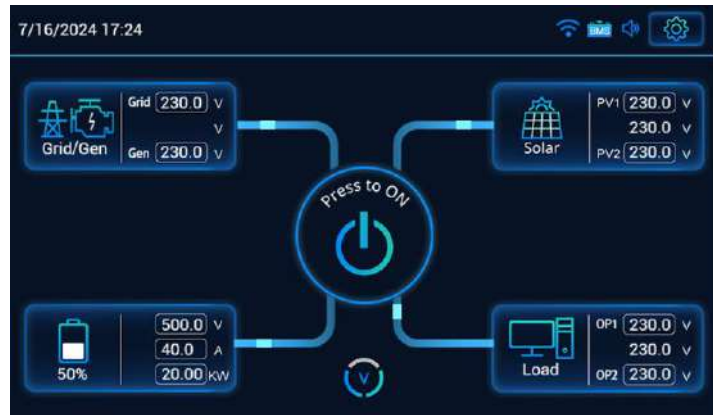 7/16/2024 17:24
BMS
Grid 230.0 V
V
Gen 230.0 V
Grid/Gen
PV1 230.0 V
230.0 V
PV2 230.0 V
Solar
Press to ON
500.0 V
40.0 A
20.00 KW
50%
V
OP1 230.0 V
230.0 V
OP2 230.0 V
Load